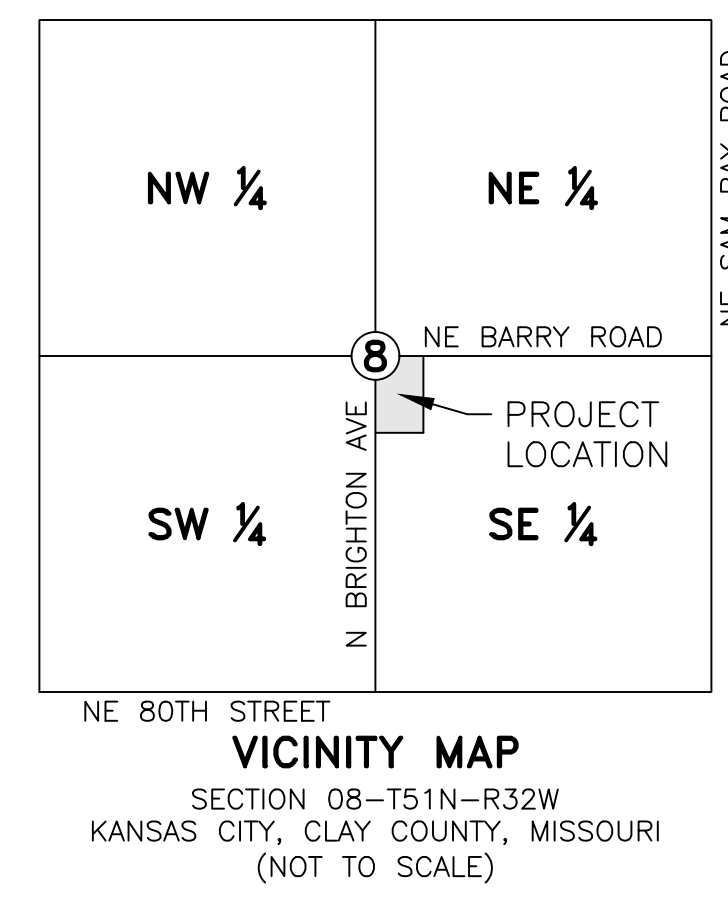 NW ¼
NE ¼
NE SAM RAY ROAD
NE BARRY ROAD
8
PROJECT
LOCATION
N BRIGHTON AVE
SW ¼
SE ¼
NE 80TH STREET
VICINITY MAP
SECTION 08-T51N-R32W
KANSAS CITY, CLAY COUNTY, MISSOURI
(NOT TO SCALE)